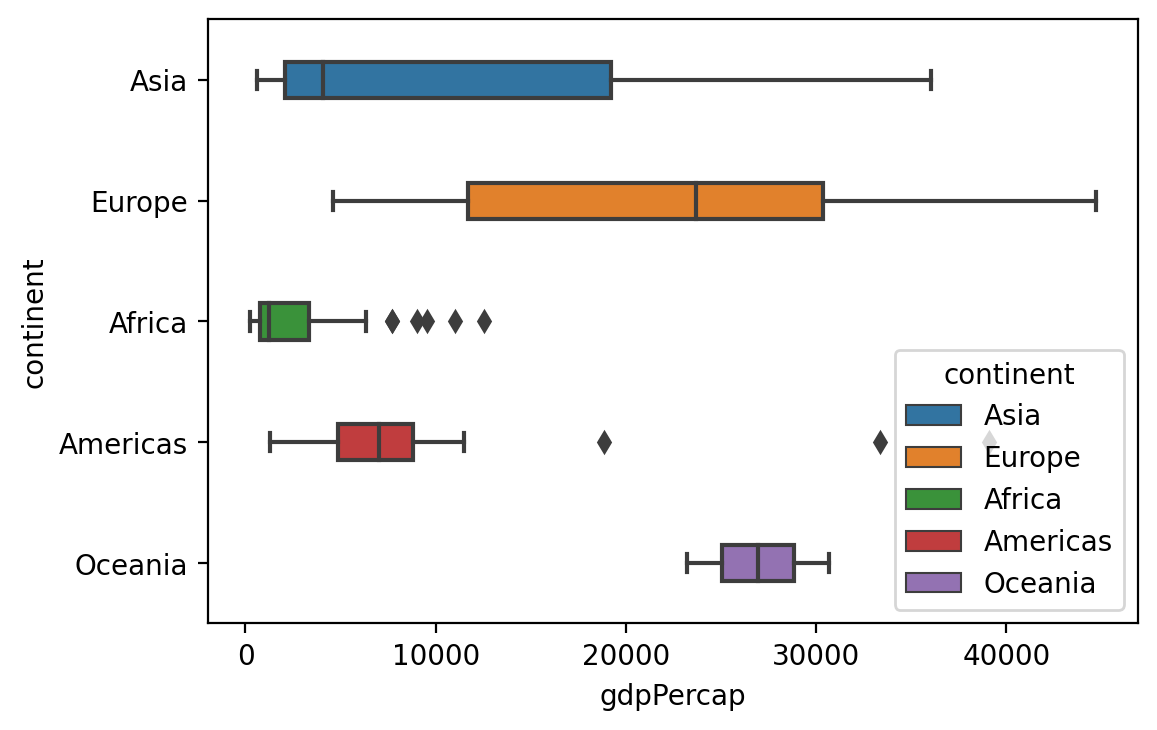 Asia
Europe
Africa
Americas
Oceania
continent
continent
Asia
Europe
Africa
Americas
Oceania
0 10000 20000 30000 40000
gdpPercap